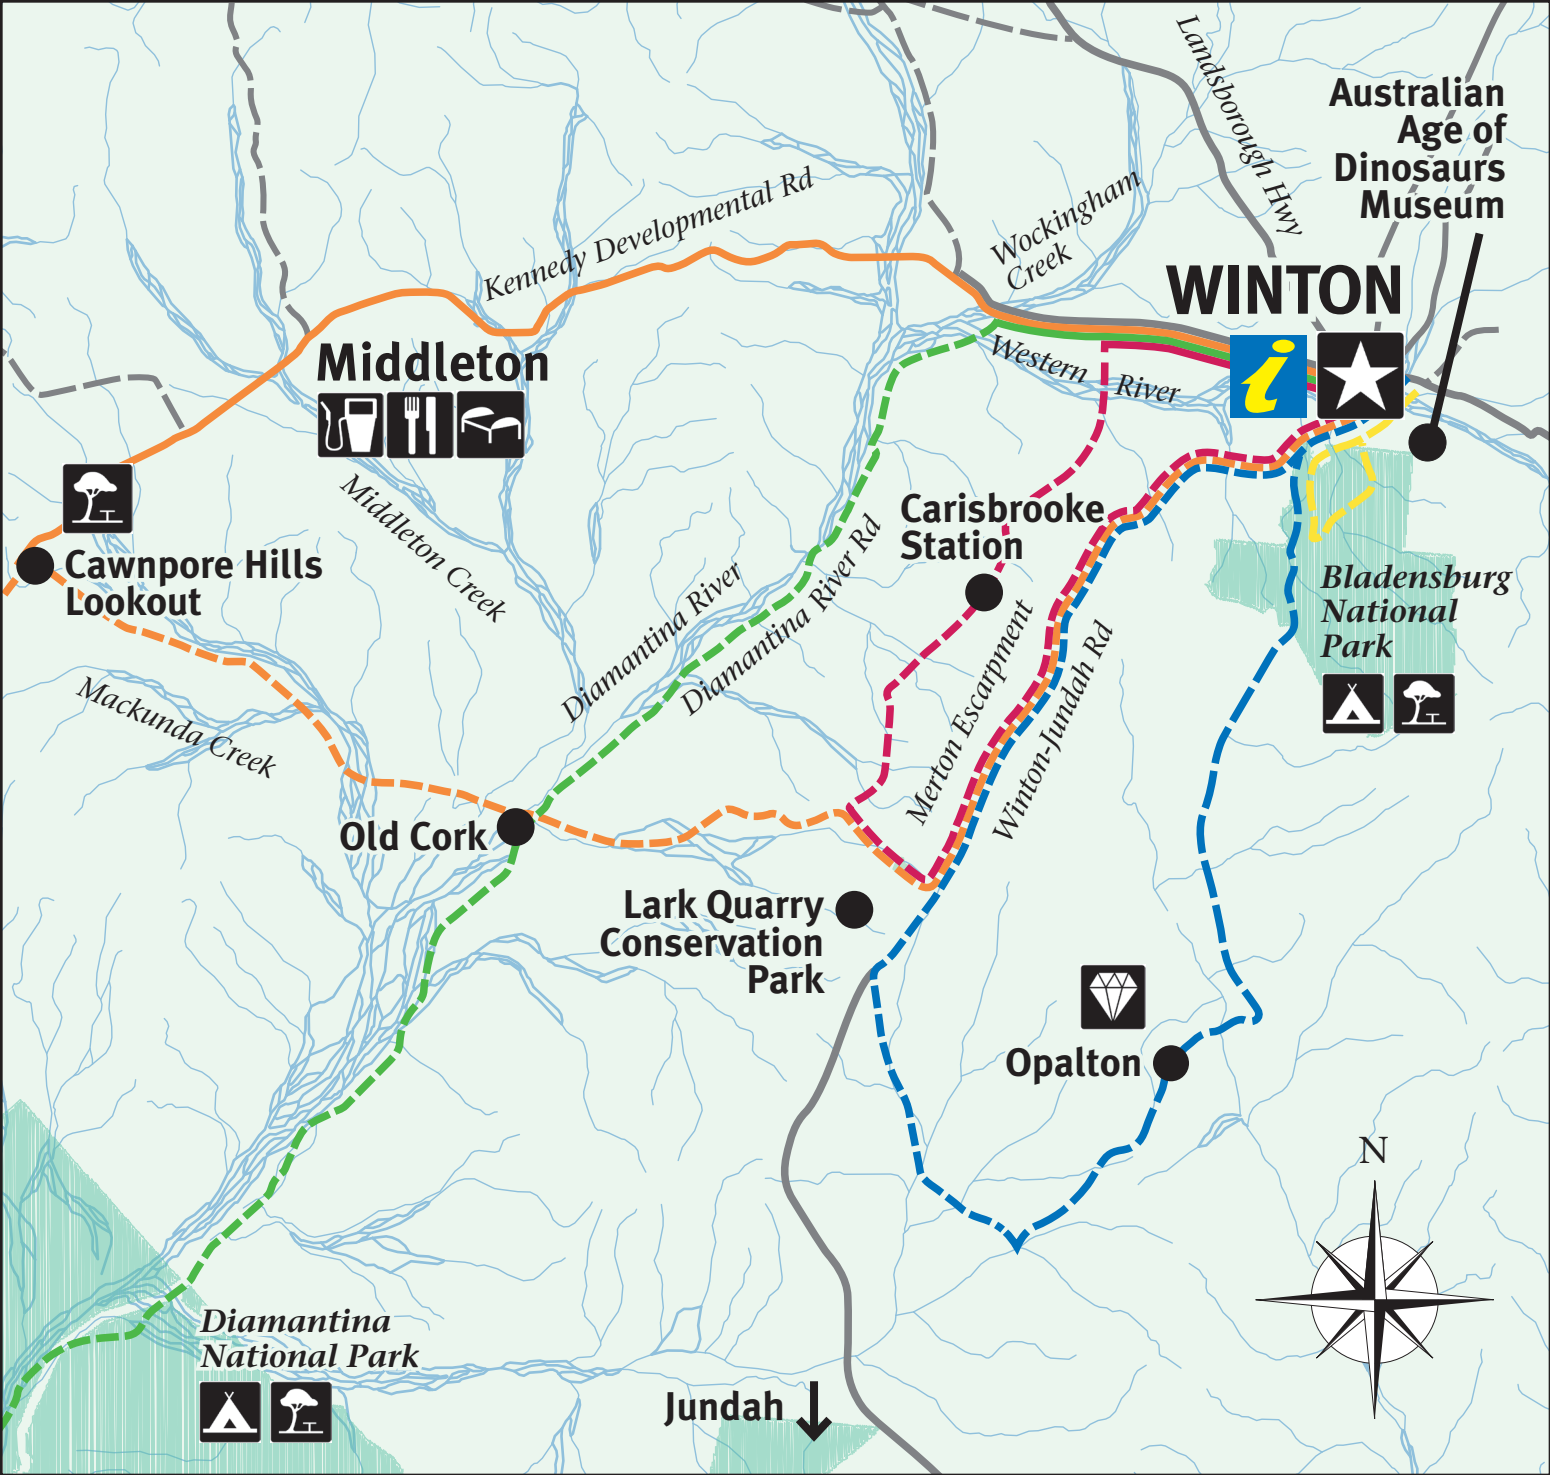 Landsborough Hwy
Australian
Age of
Dinosaurs
Museum
Kennedy Developmental Rd
Wockingham
Creek
WINTON
i
Western River
Middleton
Middleton Creek
Carisbrooke
Station
Cawnpore Hills
Lookout
Diamantina River
Diamantina River Rd
Bladensburg
National
Park
Mackunda Creek
Merton Escarpment
Winton-Jundah Rd
Old Cork
Lark Quarry
Conservation
Park
Opalton
N
Diamantina
National Park
Jundah